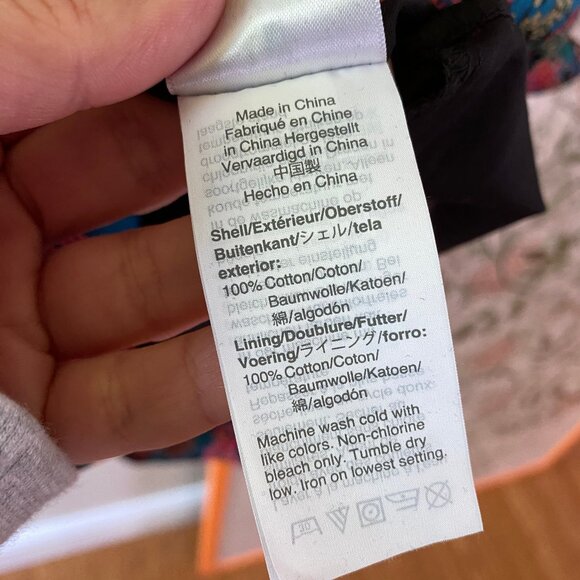 Made in China
Fabriqué en Chine
in China Hergestellt
Vervaardigd in China
中国製
Hecho en China
Shell/Extérieur/Oberstoff/
Buitenkant/シェル/tela
exterior:
100% Cotton/Coton/
Baumwolle/Katoen/
綿/algodón
Lining/Doublure/Futter/
Voering/ライニング/forro:
100% Cotton/Coton/
Baumwolle/Katoen/
綿/algodón
Machine wash cold with
like colors. Non-chlorine
bleach only. Tumble dry
low. Iron on lowest setting.